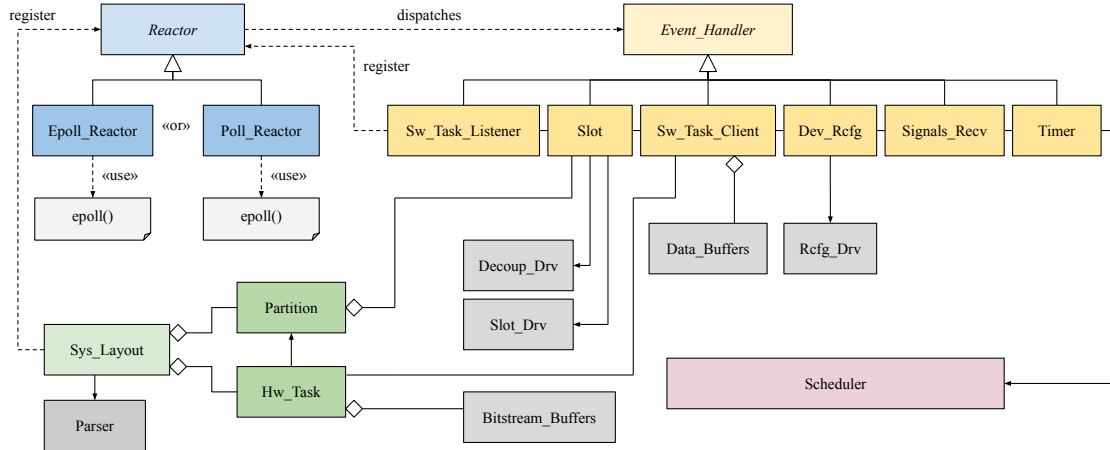 register
Reactor
dispatches
Event_Handler
register
Epoll_Reactor
«or»
Poll_Reactor
Sw_Task_Listener
Slot
Sw_Task_Client
Dev_Rcfg
Signals_Recv
Timer
«use»
«use»
epoll()
epoll()
Decoup_Drv
Data_Buffers
Rcfg_Drv
Partition
Slot_Drv
Sys_Layout
Hw_Task
Scheduler
Parser
Bitstream_Buffers